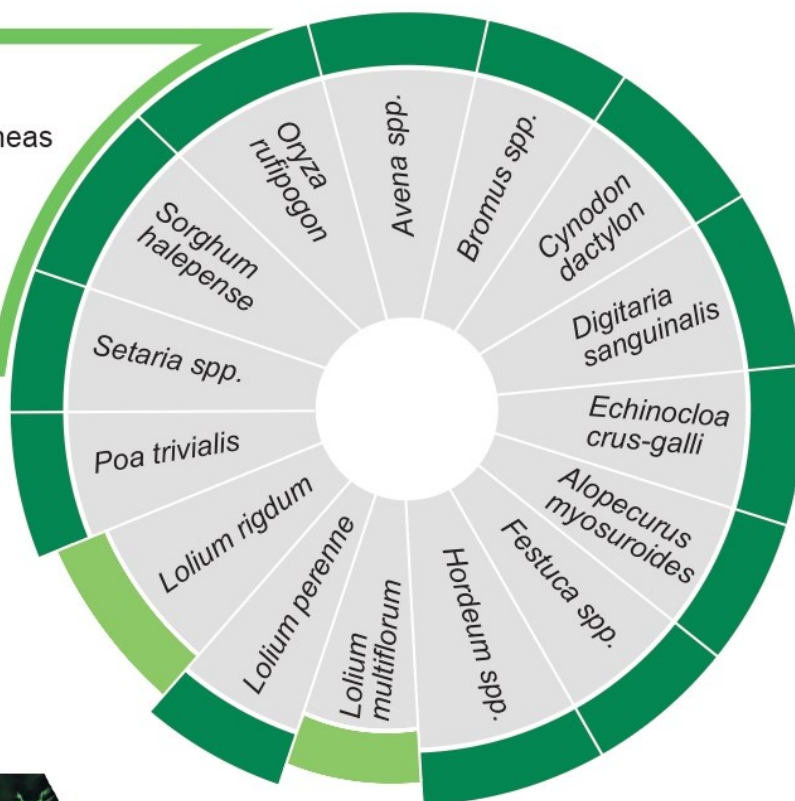 neas
Avena spp.
Bromus spp.
Cynodon
dactylon
Digitaria
sanguinalis
Echinocloa
crus-galli
Alopecurus
myosuroides
Festuca spp.
Hordeum spp.
Lolium
multiflorum
Lolium perenne
Lolium rigdum
Poa trivialis
Setaria spp.
Sorghum
halepense
Oryza
rufipogon